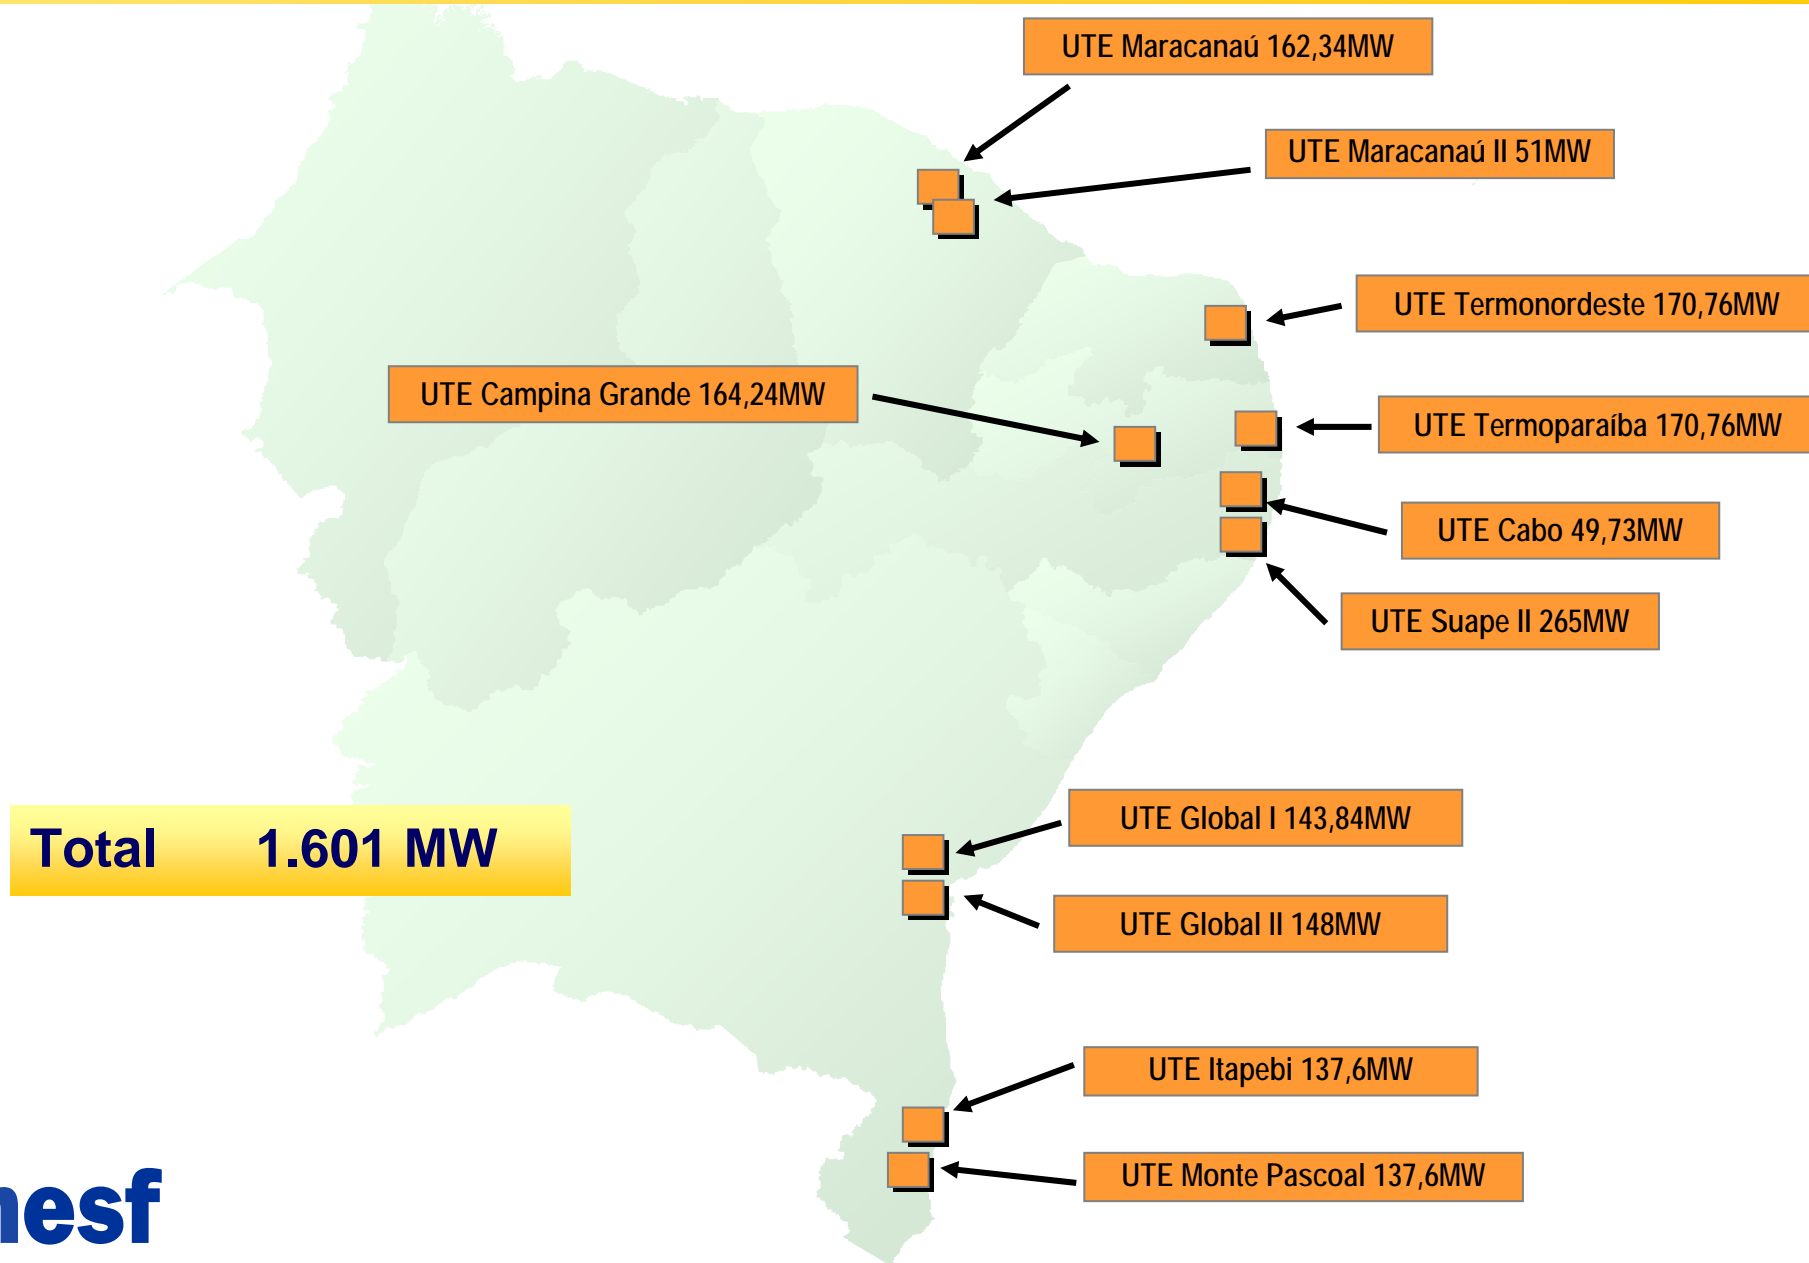 UTE Maracanaú 162,34MW
UTE Maracanaú II 51MW
UTE Termonordeste 170,76MW
UTE Campina Grande 164,24MW
UTE Termoparaíba 170,76MW
UTE Cabo 49,73MW
UTE Suape II 265MW
UTE Global I 143,84MW
Total 1.601 MW
UTE Global II 148MW
UTE Itapebi 137,6MW
UTE Monte Pascoal 137,6MW
hesf